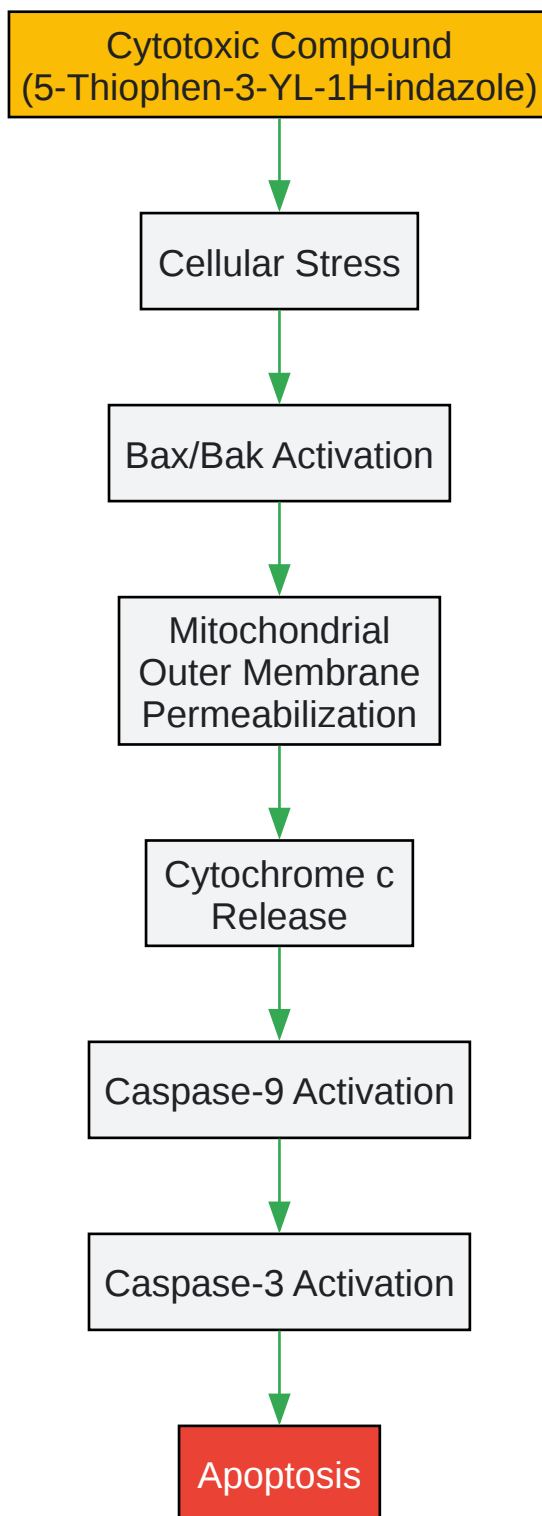 Cytotoxic Compound
(5-Thiophen-3-YL-1H-indazole)
Cellular Stress
Bax/Bak Activation
Mitochondrial
Outer Membrane
Permeabilization
Cytochrome c
Release
Caspase-9 Activation
Caspase-3 Activation
Apoptosis